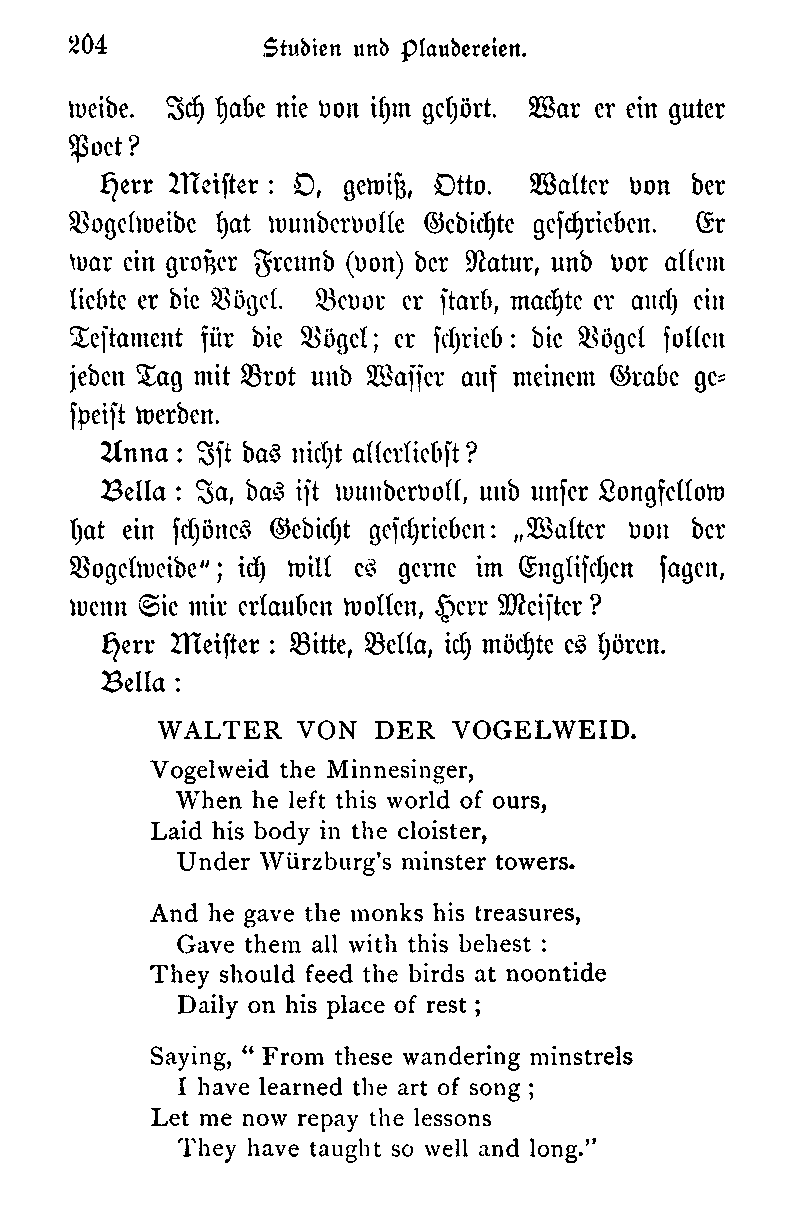 204 Studien und Plaudereien.
weide. Ich habe nie von ihm gehört. War er ein guter
Poet?
Herr Meister: O, gewiß, Otto. Walter von der
Vogelweide hat wundervolle Gedichte geschrieben. Er
war ein großer Freund (von) der Natur, und vor allem
liebte er die Vögel. Bevor er starb, machte er auch ein
Testament für die Vögel; er schrieb: die Vögel sollen
jeden Tag mit Brot und Wasser auf meinem Grabe ge-
speist werden.
Anna: Ist das nicht allerliebst?
Bella: Ja, das ist wundervoll, und unser Longfellow
hat ein schönes Gedicht geschrieben: „Walter von der
Vogelweide"; ich will es gerne im Englischen sagen,
wenn Sie mir erlauben wollen, Herr Meister?
Herr Meister: Bitte, Bella, ich möchte es hören.
Bella:
WALTER VON DER VOGELWEID.
Vogelweid the Minnesinger,
When he left this world of ours,
Laid his body in the cloister,
Under Würzburg's minster towers.
And he gave the monks his treasures,
Gave them all with this behest :
They should feed the birds at noontide
Daily on his place of rest ;
Saying, “ From these wandering minstrels
I have learned the art of song ;
Let me now repay the lessons
They have taught so well and long.”